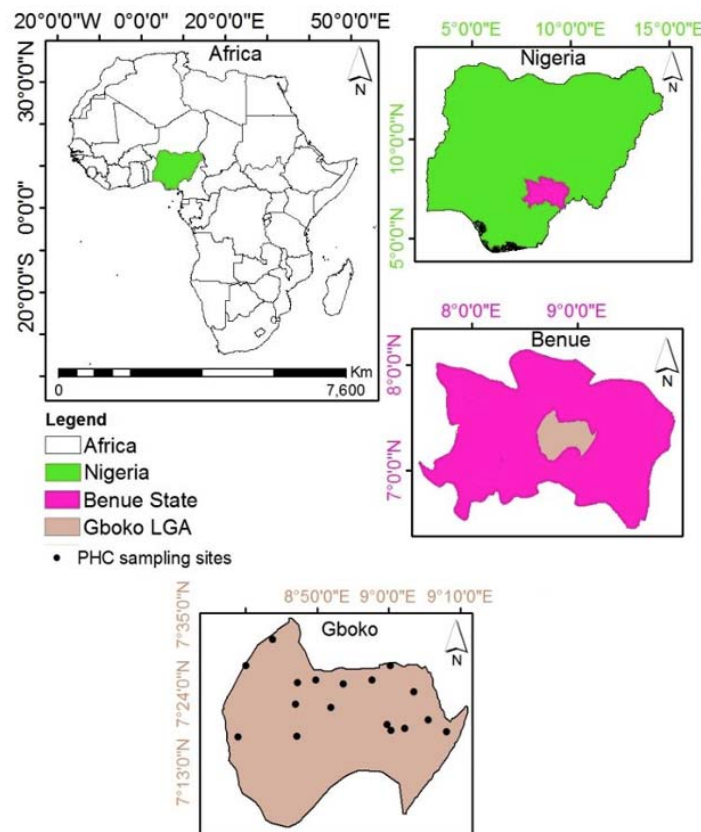 20°0'0"W 0°0'0" 20°0'0"E 50°0'0"E
Africa
N
30°0'0"N
0°0'0"
20°0'0"S
Km
0 7,600
5°0'0"E 10°0'0"E 15°0'0"E
Nigeria
N
10°0'0"N
5°0'0"N
8°0'0"E 9°0'0"E
Benue
N
8°0'0"N
7°0'0"N
Legend
Africa
Nigeria
Benue State
Gboko LGA
PHC sampling sites
8°50'0"E 9°0'0"E 9°10'0"E
Gboko
N
7°35'0"N
7°24'0"N
7°13'0"N